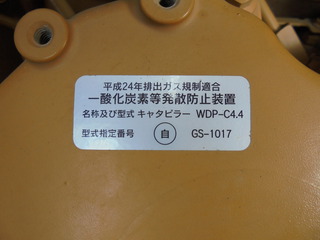 平成24年排出ガス規制適合
一酸化炭素等発散防止装置
名称及び型式 キャタピラー WDP-C4.4
型式指定番号 自 GS-1017